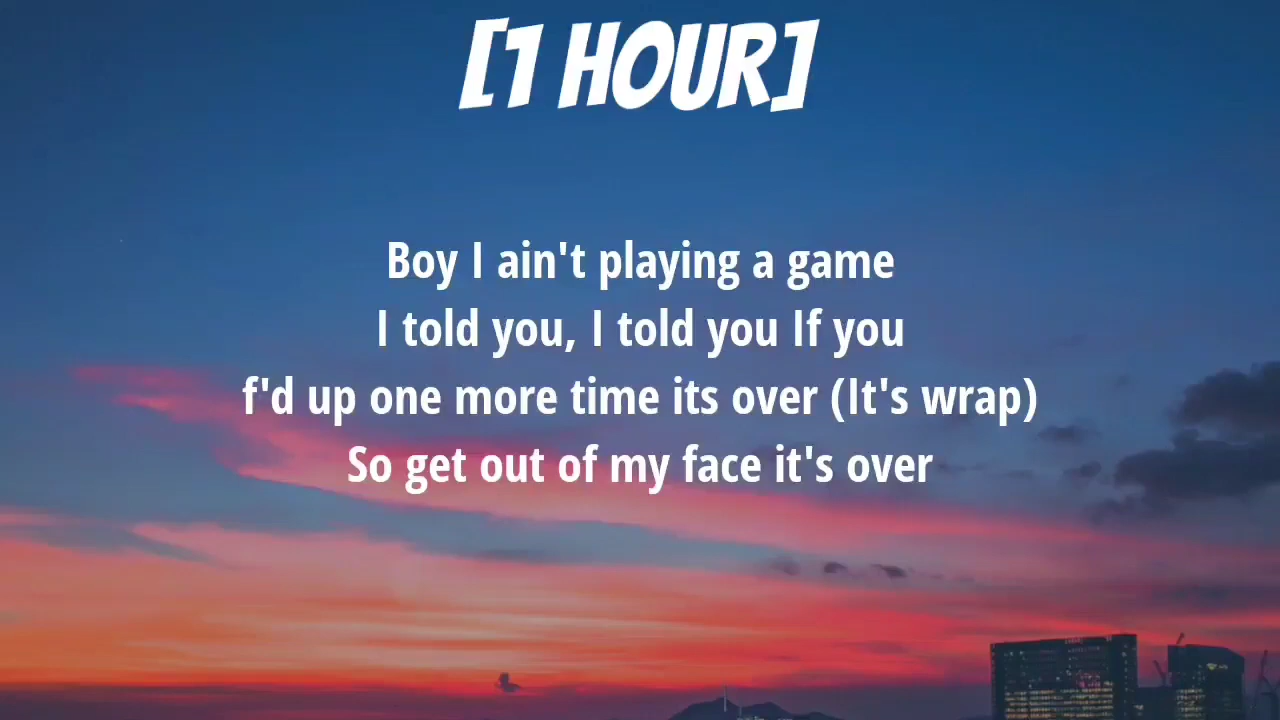 [1 HOUR]
Boy I ain't playing a game
I told you, I told you If you
f'd up one more time its over (It's wrap)
So get out of my face it's over